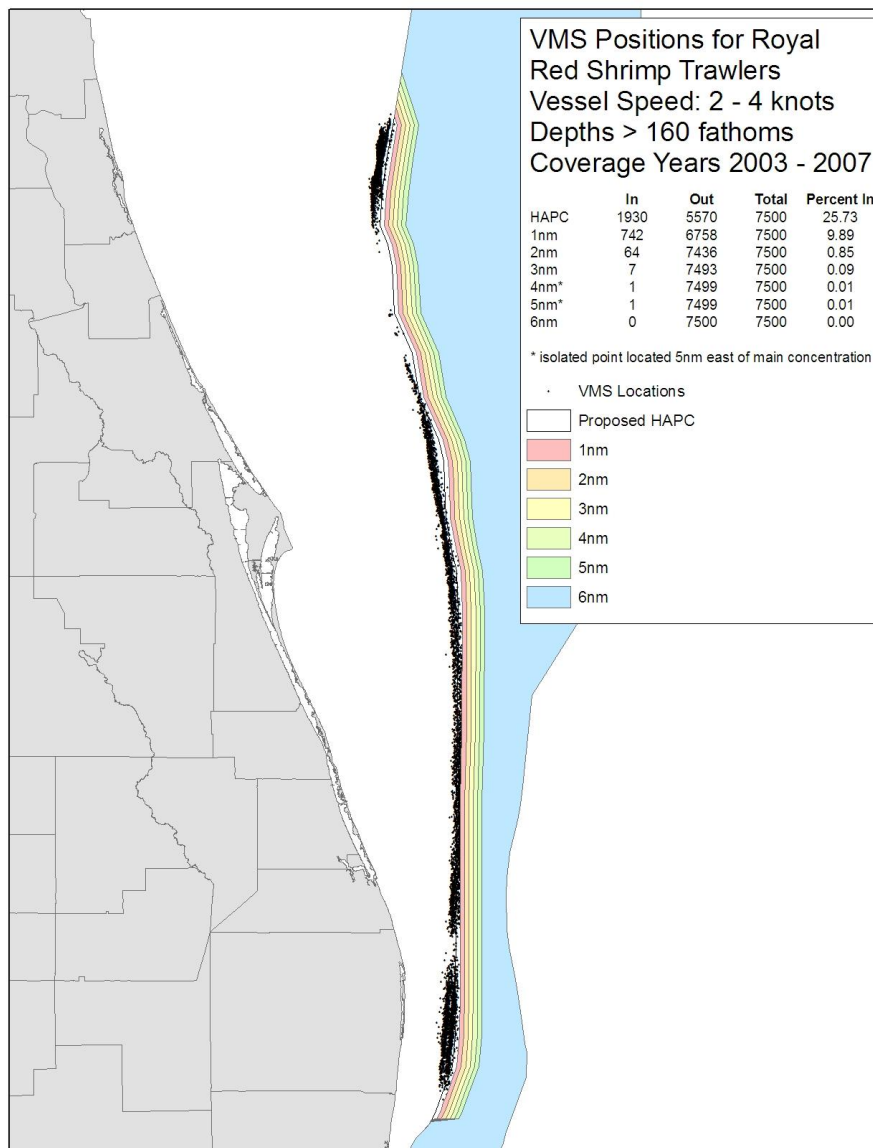 VMS Positions for Royal
Red Shrimp Trawlers
Vessel Speed: 2 - 4 knots
Depths > 160 fathoms
Coverage Years 2003 - 2007
In Out Total Percent In
HAPC 1930 5570 7500 25.73
1nm 742 6758 7500 9.89
2nm 64 7436 7500 0.85
3nm 7 7493 7500 0.09
4nm* 1 7499 7500 0.01
5nm* 1 7499 7500 0.01
6nm 0 7500 7500 0.00
* isolated point located 5nm east of main concentration
VMS Locations
Proposed HAPC
1nm
2nm
3nm
4nm
5nm
6nm